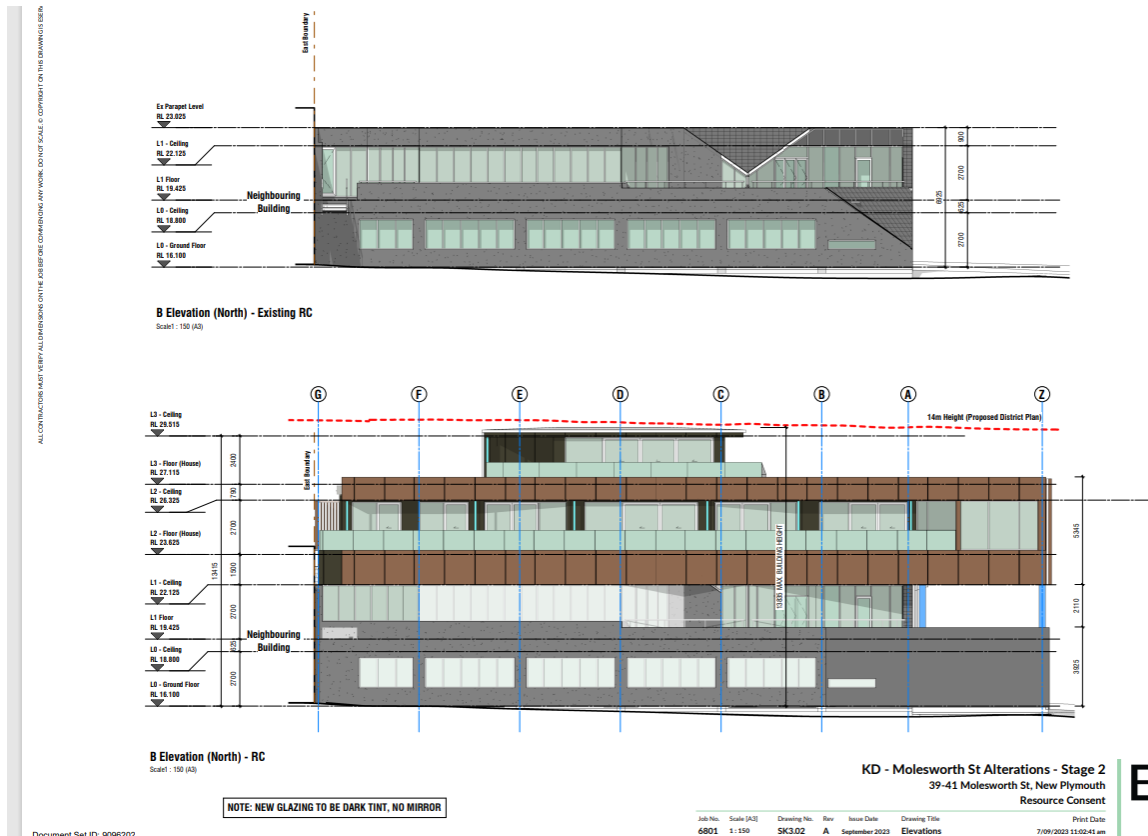 ALL CONTRACTORS MUST VERIFY ALL DIMENSIONS ON THE JOB BEFORE COMMENCING ANY WORK. DO NOT SCALE. © COPYRIGHT ON THIS DRAWING IS
East Boundary
Ex Parapet Level
RL 23.025
L1 - Ceiling
RL 22.125
L1 Floor
RL 19.425
L0 - Ceiling
RL 18.800
L0 - Ground Floor
RL 16.100
Neighbouring
Building
900
2700
625
2700
6925
B Elevation (North) - Existing RC
Scale1 : 150 (A3)
G
F
E
D
C
B
A
Z
14m Height (Proposed District Plan)
L3 - Ceiling
RL 29.515
L3 - Floor (House)
RL 27.115
L2 - Ceiling
RL 26.325
L2 - Floor (House)
RL 23.625
L1 - Ceiling
RL 22.125
L1 Floor
RL 19.425
L0 - Ceiling
RL 18.800
L0 - Ground Floor
RL 16.100
East Boundary
Neighbouring
Building
2400
790
2700
1500
2700
625
2700
13415
13835 MAX. BUILDING HEIGHT
5345
2110
3925
B Elevation (North) - RC
Scale1 : 150 (A3)
NOTE: NEW GLAZING TO BE DARK TINT, NO MIRROR
KD - Molesworth St Alterations - Stage 2
39-41 Molesworth St, New Plymouth
Resource Consent
Job No. Scale [A3] Drawing No. Rev Issue Date Drawing Title Print Date
6801 1 : 150 SK3.02 A September 2023 Elevations 7/09/2023 11:02:41 am
E
Document Set ID: 9096202